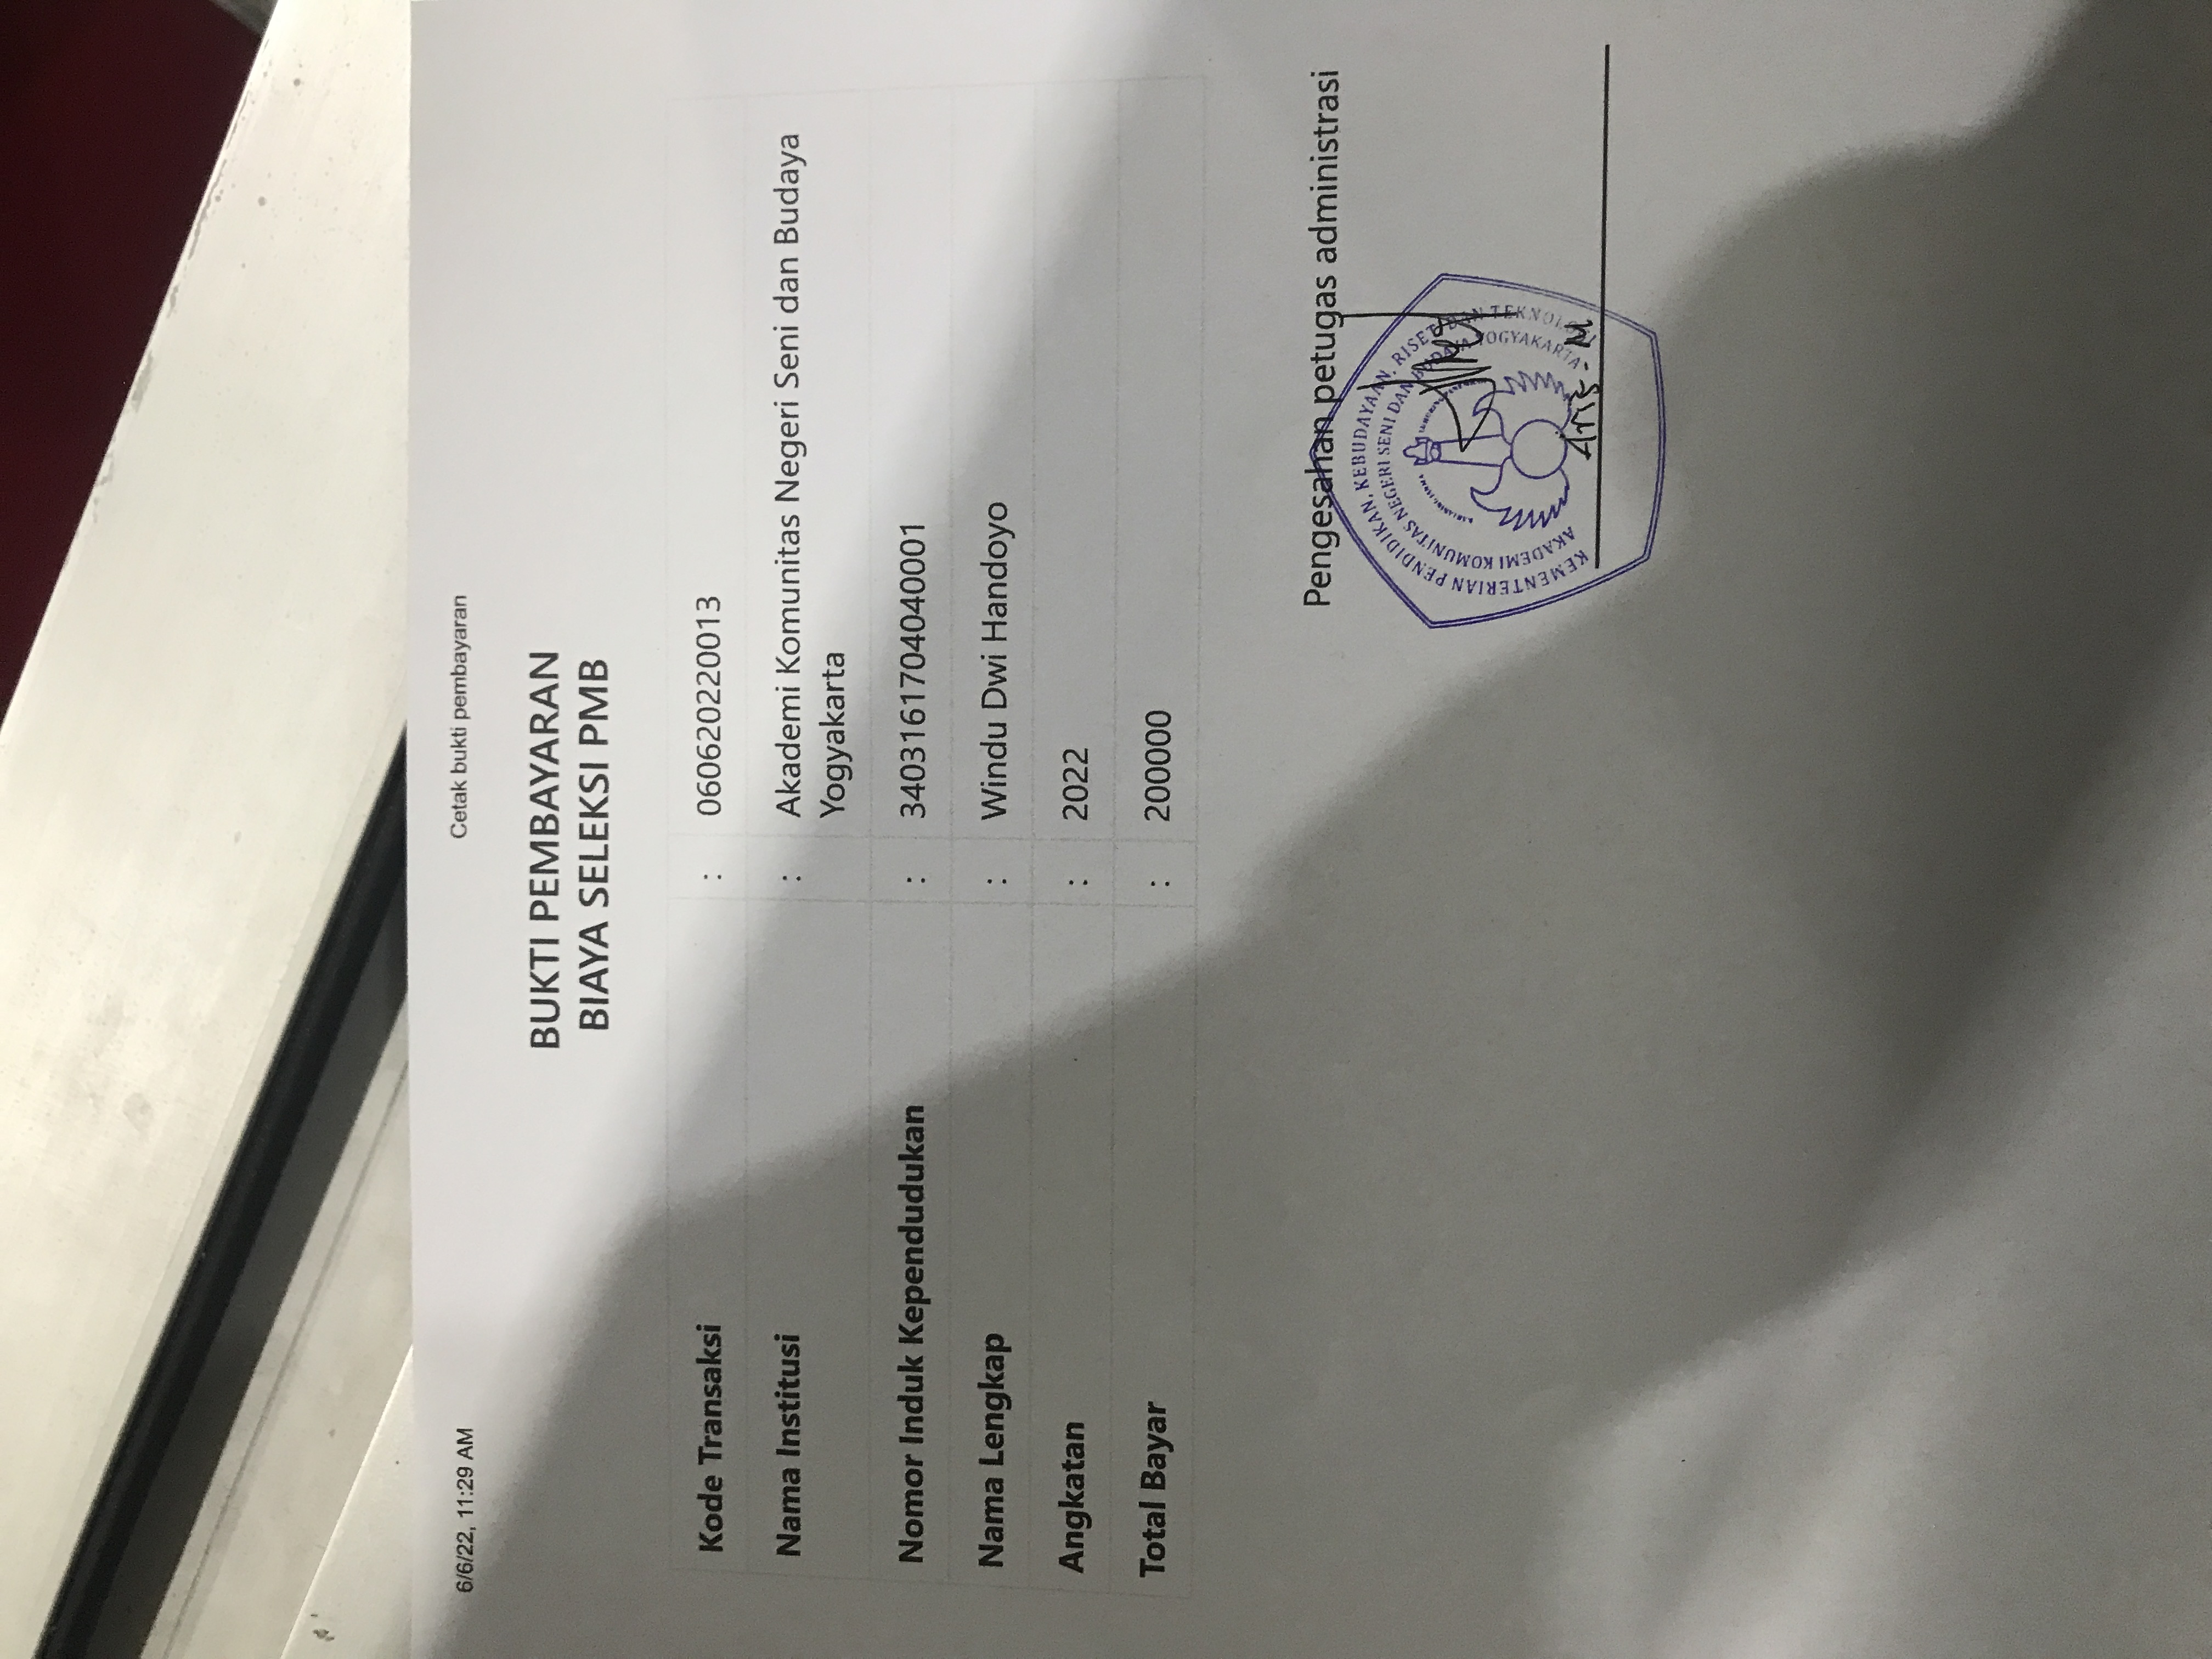 6/6/22, 11:29 AM
Cetak bukti pembayaran
BUKTI PEMBAYARAN
BIAYA SELEKSI PMB
Kode Transaksi : 060620220013
Nama Institusi : Akademi Komunitas Negeri Seni dan Budaya
Yogyakarta
Nomor Induk Kependudukan : 3403161704040001
Nama Lengkap : Windu Dwi Handoyo
Angkatan : 2022
Total Bayar : 200000
Pengesahan petugas administrasi
KEMENTERIAN PENDIDIKAN, KEBUDAYAAN, RISET, DAN TEKNOLOGI
AKADEMI KOMUNITAS NEGERI SENI DAN BUDAYA YOGYAKARTA
Aris - M